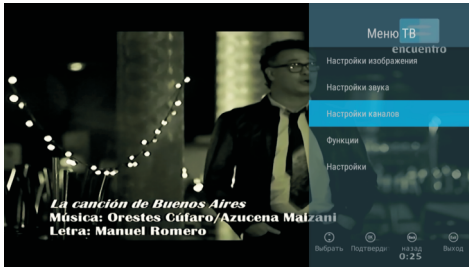 Меню ТВ
encuentro
Настройки изображения
Настройки звука
Настройки каналов
Функции
Настройки
La canción de Buenos Aires
Música: Orestes Cúfaro/Azucena Maizani
Letra: Manuel Romero
Выбрать Подтверди назад Выход
0:25